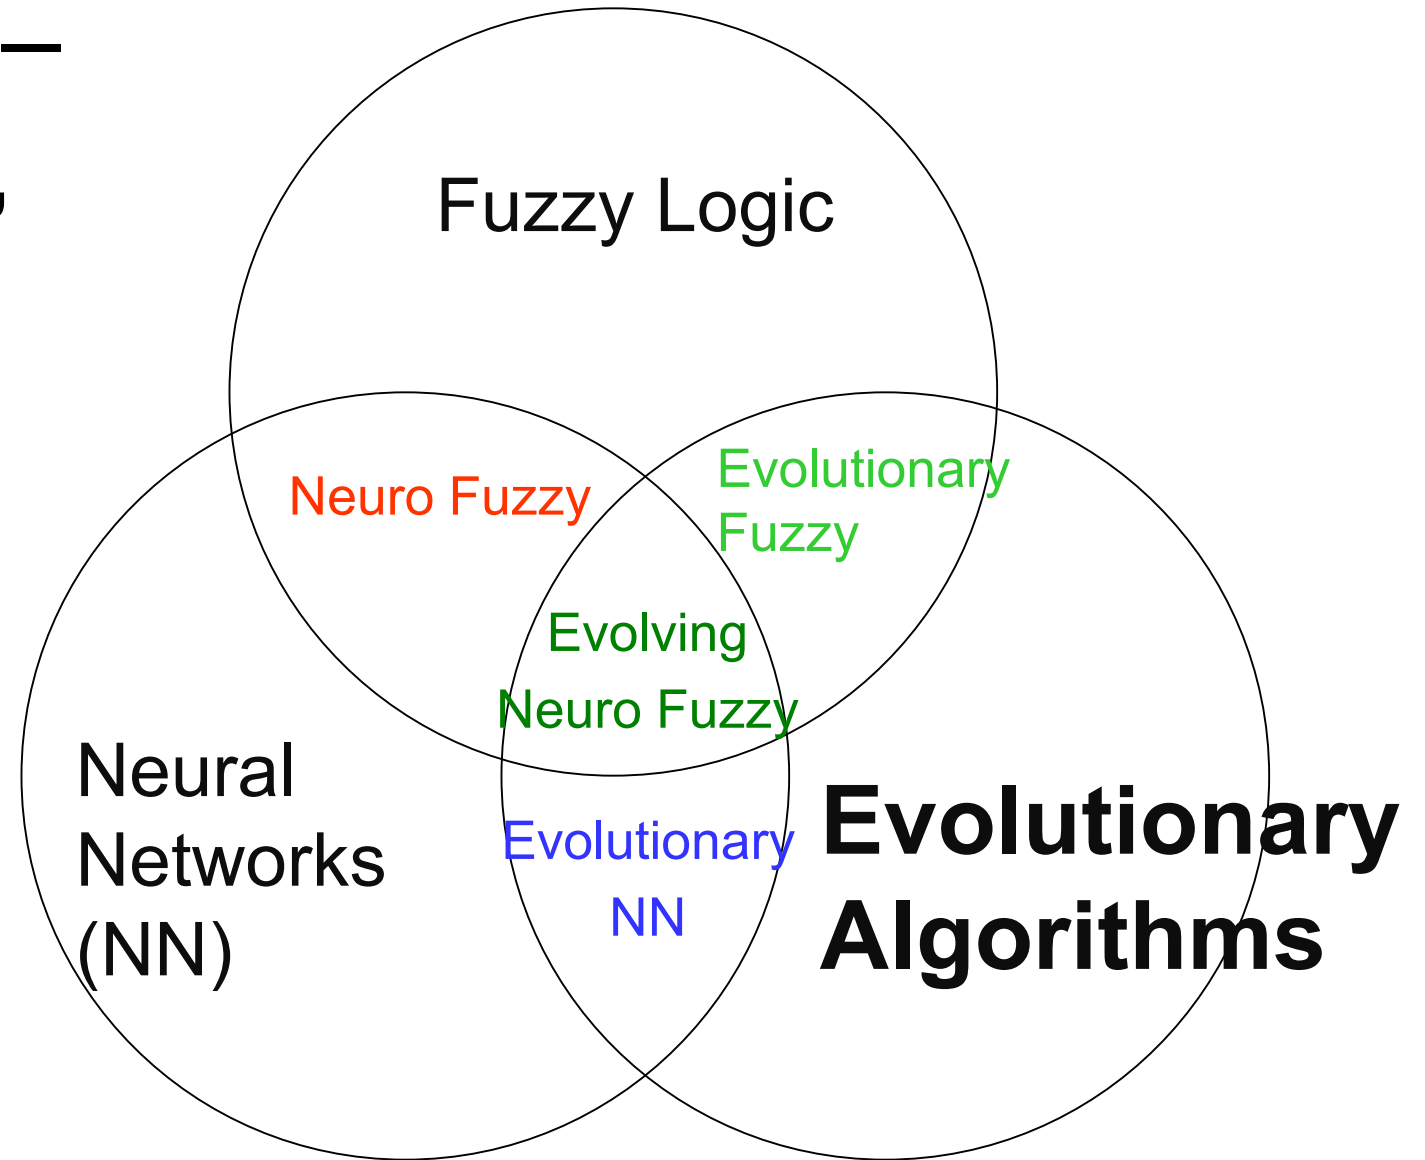 Fuzzy Logic
Neuro Fuzzy
Evolutionary
Fuzzy
Evolving
Neuro Fuzzy
Neural
Networks
(NN)
Evolutionary
NN
Evolutionary
Algorithms